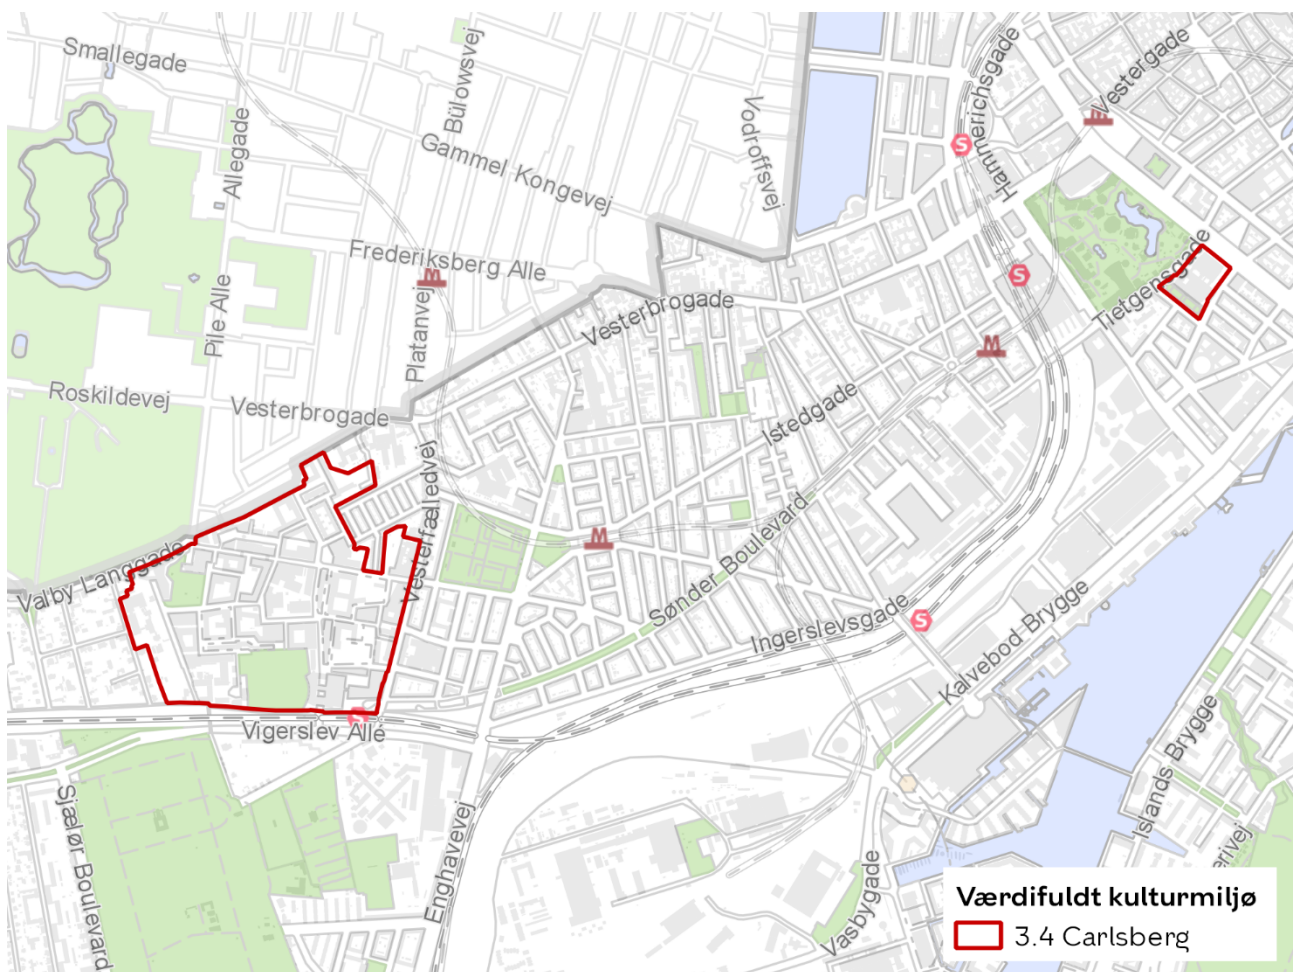 Smallegade
Bülowsvej
Hammerichsgade
Vestergade
Allegade
Gammel Kongevej
Vodroffsvej
S
M
Frederiksberg Alle
M
Pile Alle
Platanvej
S
Tietgensgade
Vesterbrogade
M
Roskildevej
Vesterbrogade
Istedgade
Vesterfælledvej
M
Valby Langgade
Sønder Boulevard
Ingerslevsgade
S
Kalvebod Brygge
S
Vigerslev Allé
Sjælør Boulevard
Enghavevej
Islands Brygge
erivej
Vasbygade
Værdifuldt kulturmiljø
3.4 Carlsberg